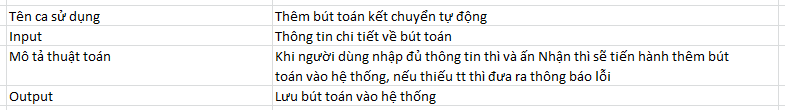 Tên ca sử dụng Thêm bút toán kết chuyển tự động
Input Thông tin chi tiết về bút toán
Mô tả thuật toán Khi người dùng nhập đủ thông tin thì và ấn Nhận thì sẽ tiến hành thêm bút
toán vào hệ thống, nếu thiếu tt thì đưa ra thông báo lỗi
Output Lưu bút toán vào hệ thống